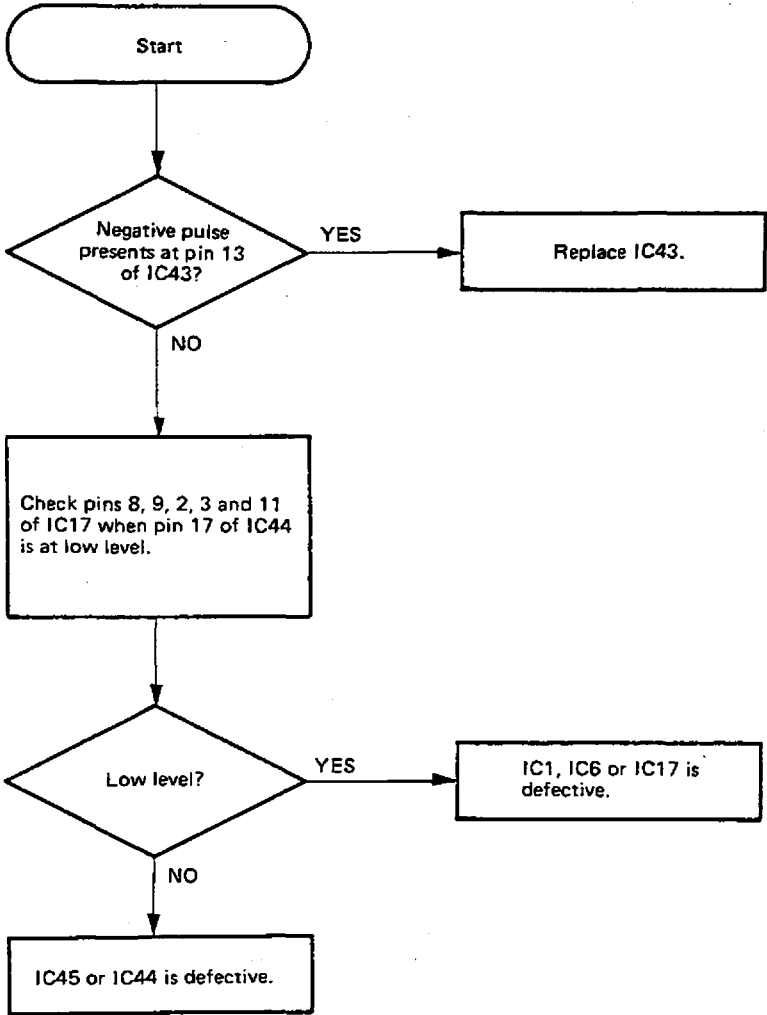 Start
Negative pulse
presents at pin 13
of IC43?
YES
Replace IC43.
NO
Check pins 8, 9, 2, 3 and 11
of IC17 when pin 17 of IC44
is at low level.
Low level?
YES
IC1, IC6 or IC17 is
defective.
NO
IC45 or IC44 is defective.